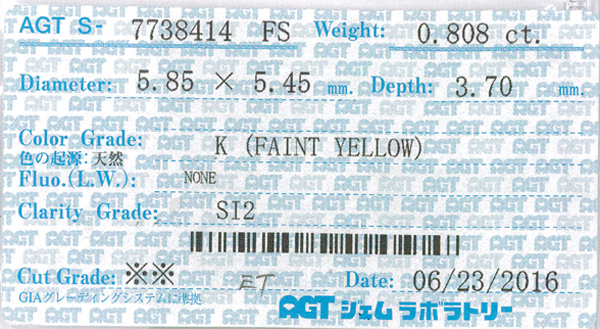 AGT S- 7738414 FS Weight: 0.808 ct.
Diameter: 5.85 × 5.45 mm. Depth: 3.70 mm.
Color Grade: K (FAINT YELLOW)
色の起源:天然
Fluo.(L.W.): NONE
Clarity Grade: SI2
Cut Grade: ※※ ET Date: 06/23/2016
GIAグレーディングシステムに準拠
AGTジェムラボラトリー